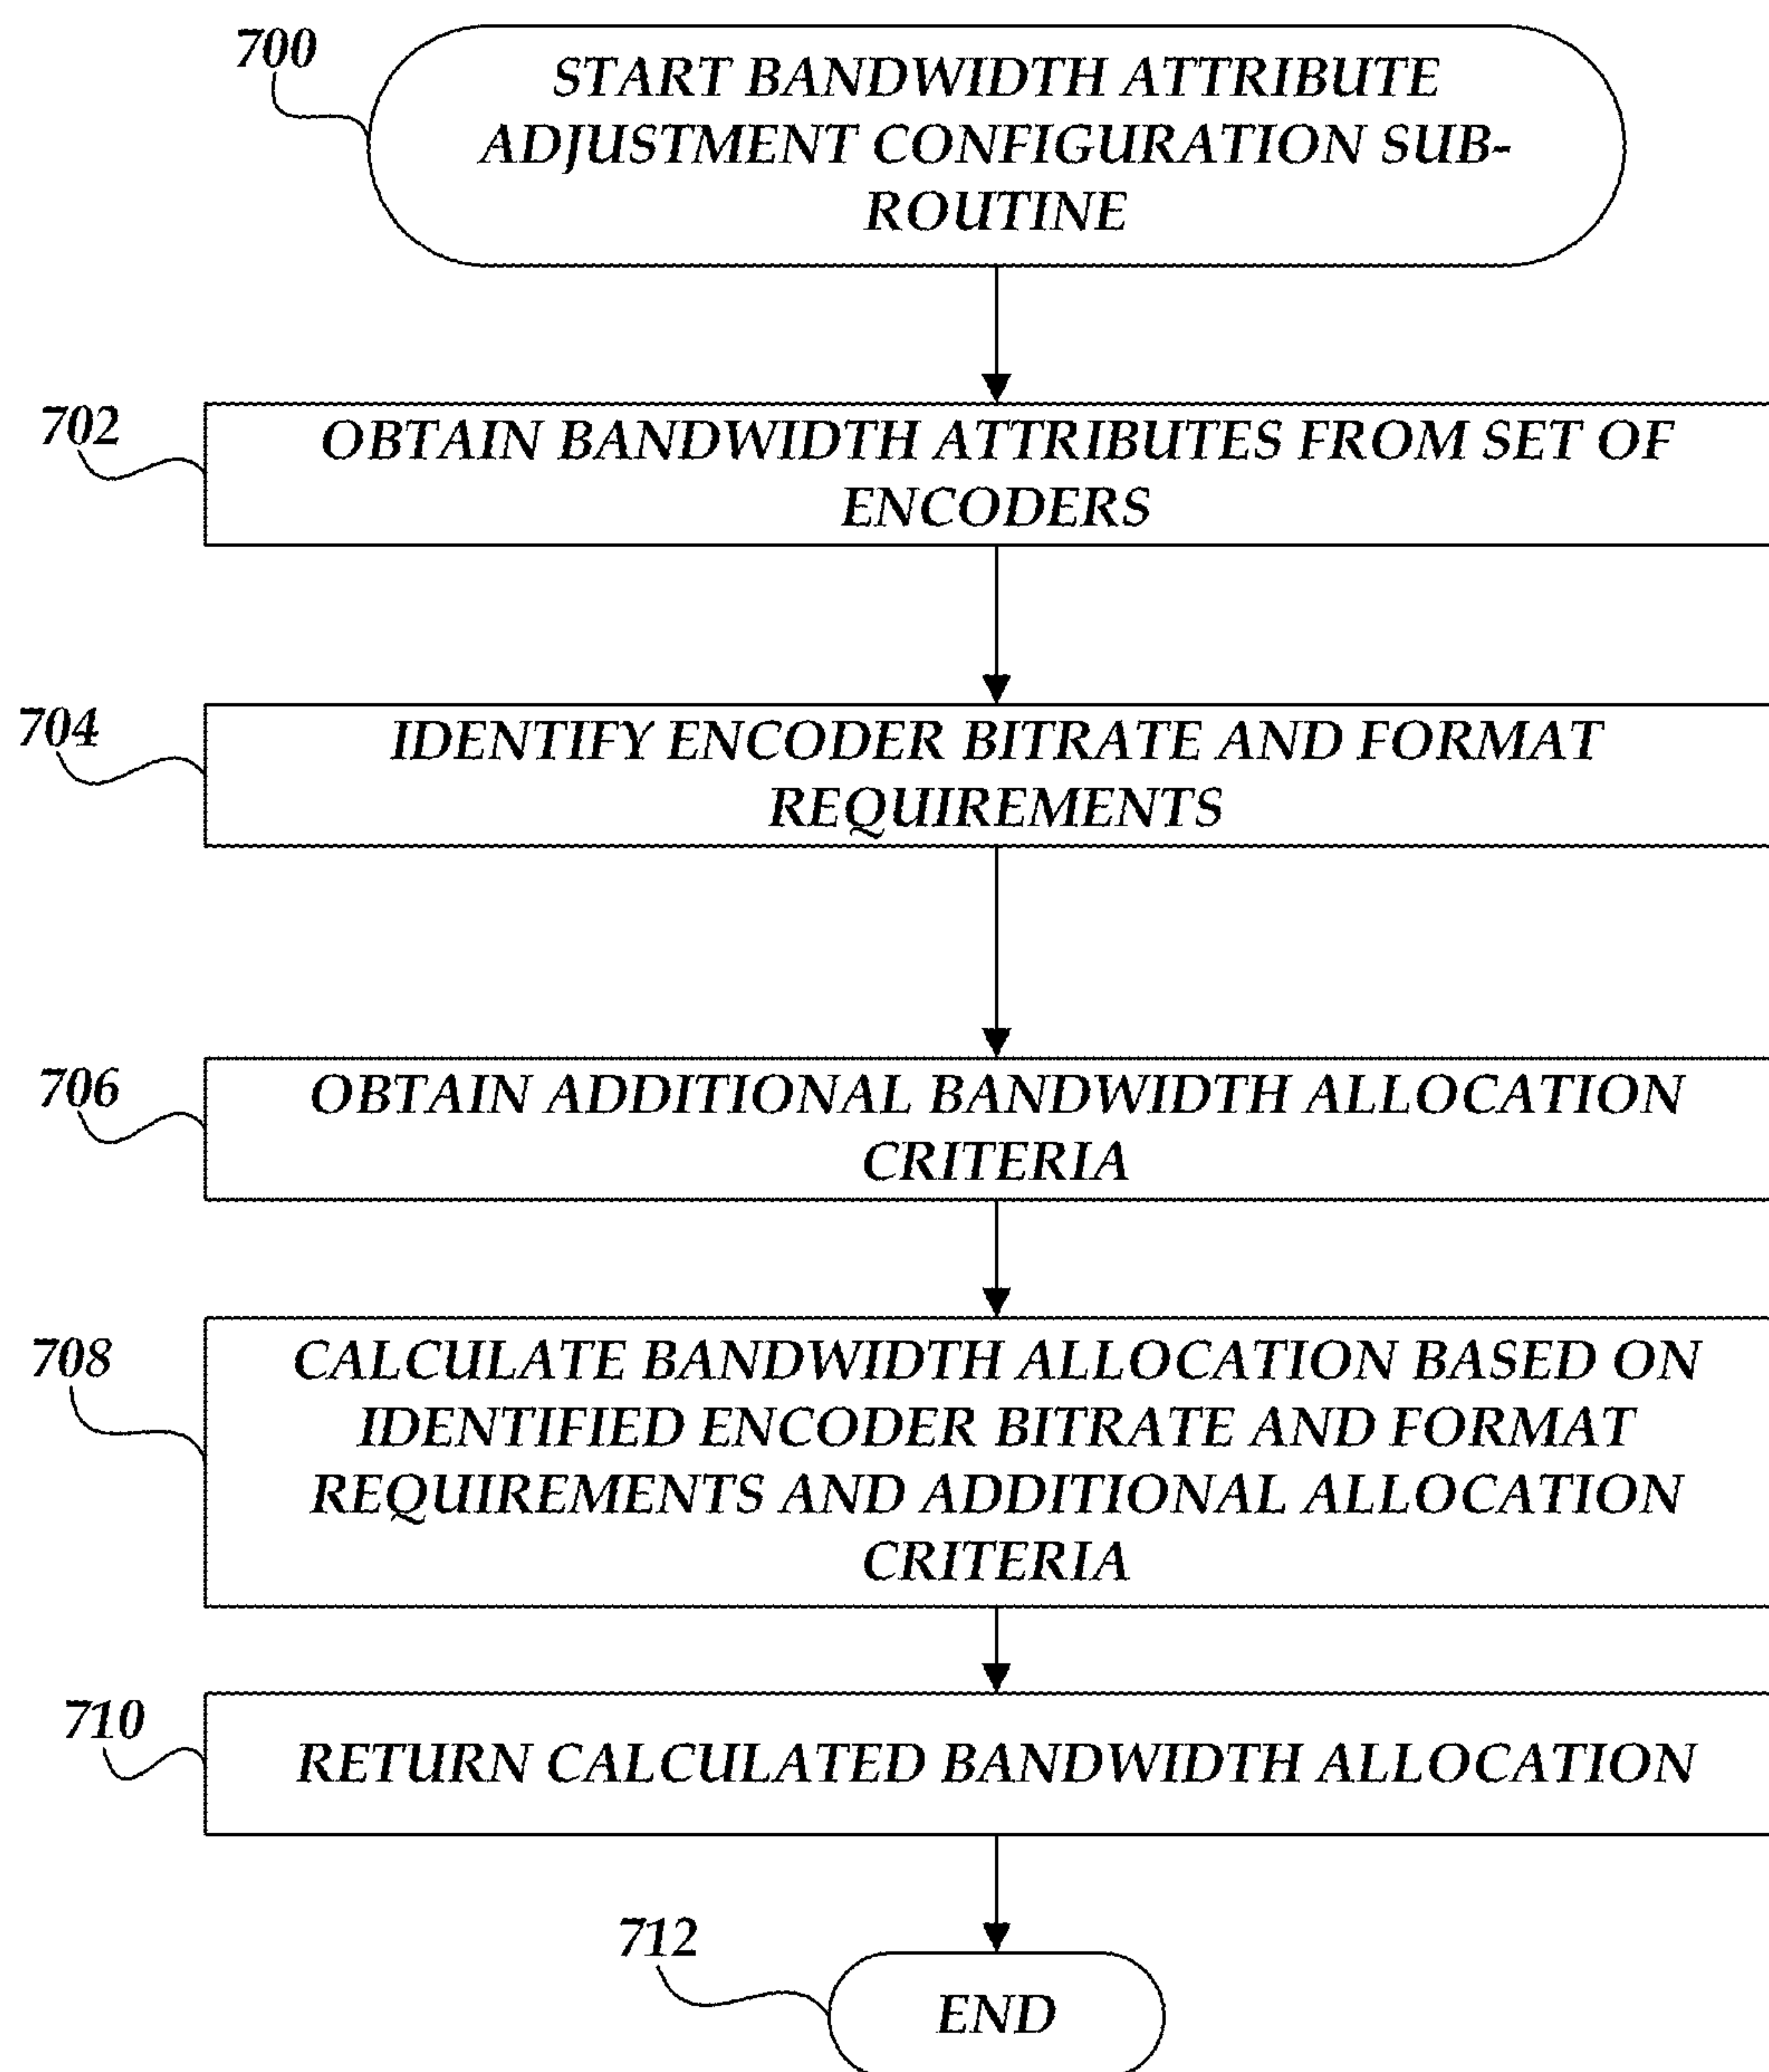 700
START BANDWIDTH ATTRIBUTE
ADJUSTMENT CONFIGURATION SUB-
ROUTINE
702
OBTAIN BANDWIDTH ATTRIBUTES FROM SET OF
ENCODERS
704
IDENTIFY ENCODER BITRATE AND FORMAT
REQUIREMENTS
706
OBTAIN ADDITIONAL BANDWIDTH ALLOCATION
CRITERIA
708
CALCULATE BANDWIDTH ALLOCATION BASED ON
IDENTIFIED ENCODER BITRATE AND FORMAT
REQUIREMENTS AND ADDITIONAL ALLOCATION
CRITERIA
710
RETURN CALCULATED BANDWIDTH ALLOCATION
712
END